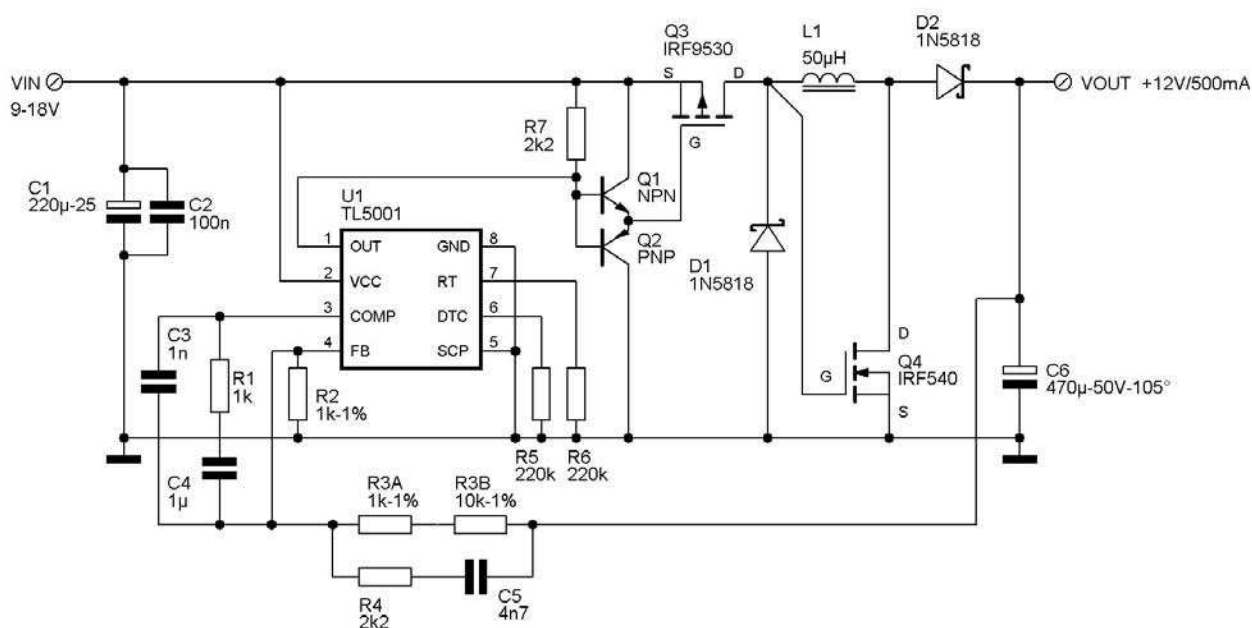 Q3
IRF9530
L1
50µH
D2
1N5818
VIN
9-18V
S
D
G
VOUT +12V/500mA
R7
2k2
C1
220µ-25
C2
100n
U1
TL5001
Q1
NPN
Q2
PNP
D1
1N5818
1
OUT
GND
8
2
VCC
RT
7
3
COMP
DTC
6
4
FB
SCP
5
C3
1n
R1
1k
R2
1k-1%
D
G
Q4
IRF540
S
C6
470µ-50V-105°
R5
220k
R6
220k
C4
1µ
R3A
1k-1%
R3B
10k-1%
R4
2k2
C5
4n7